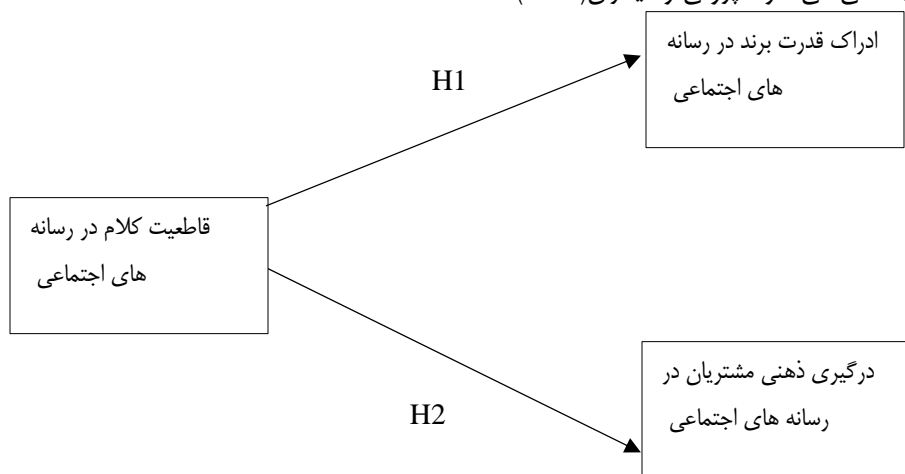 ادراک قدرت برند در رسانه
های اجتماعی
H1
قاطعیت کلام در رسانه
های اجتماعی
درگیری ذهنی مشتریان در
رسانه های اجتماعی
H2